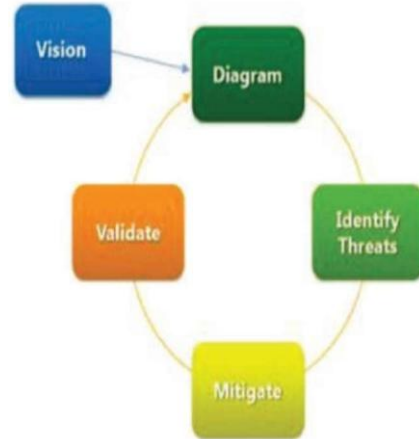 Vision
Diagram
Identify
Threats
Mitigate
Validate